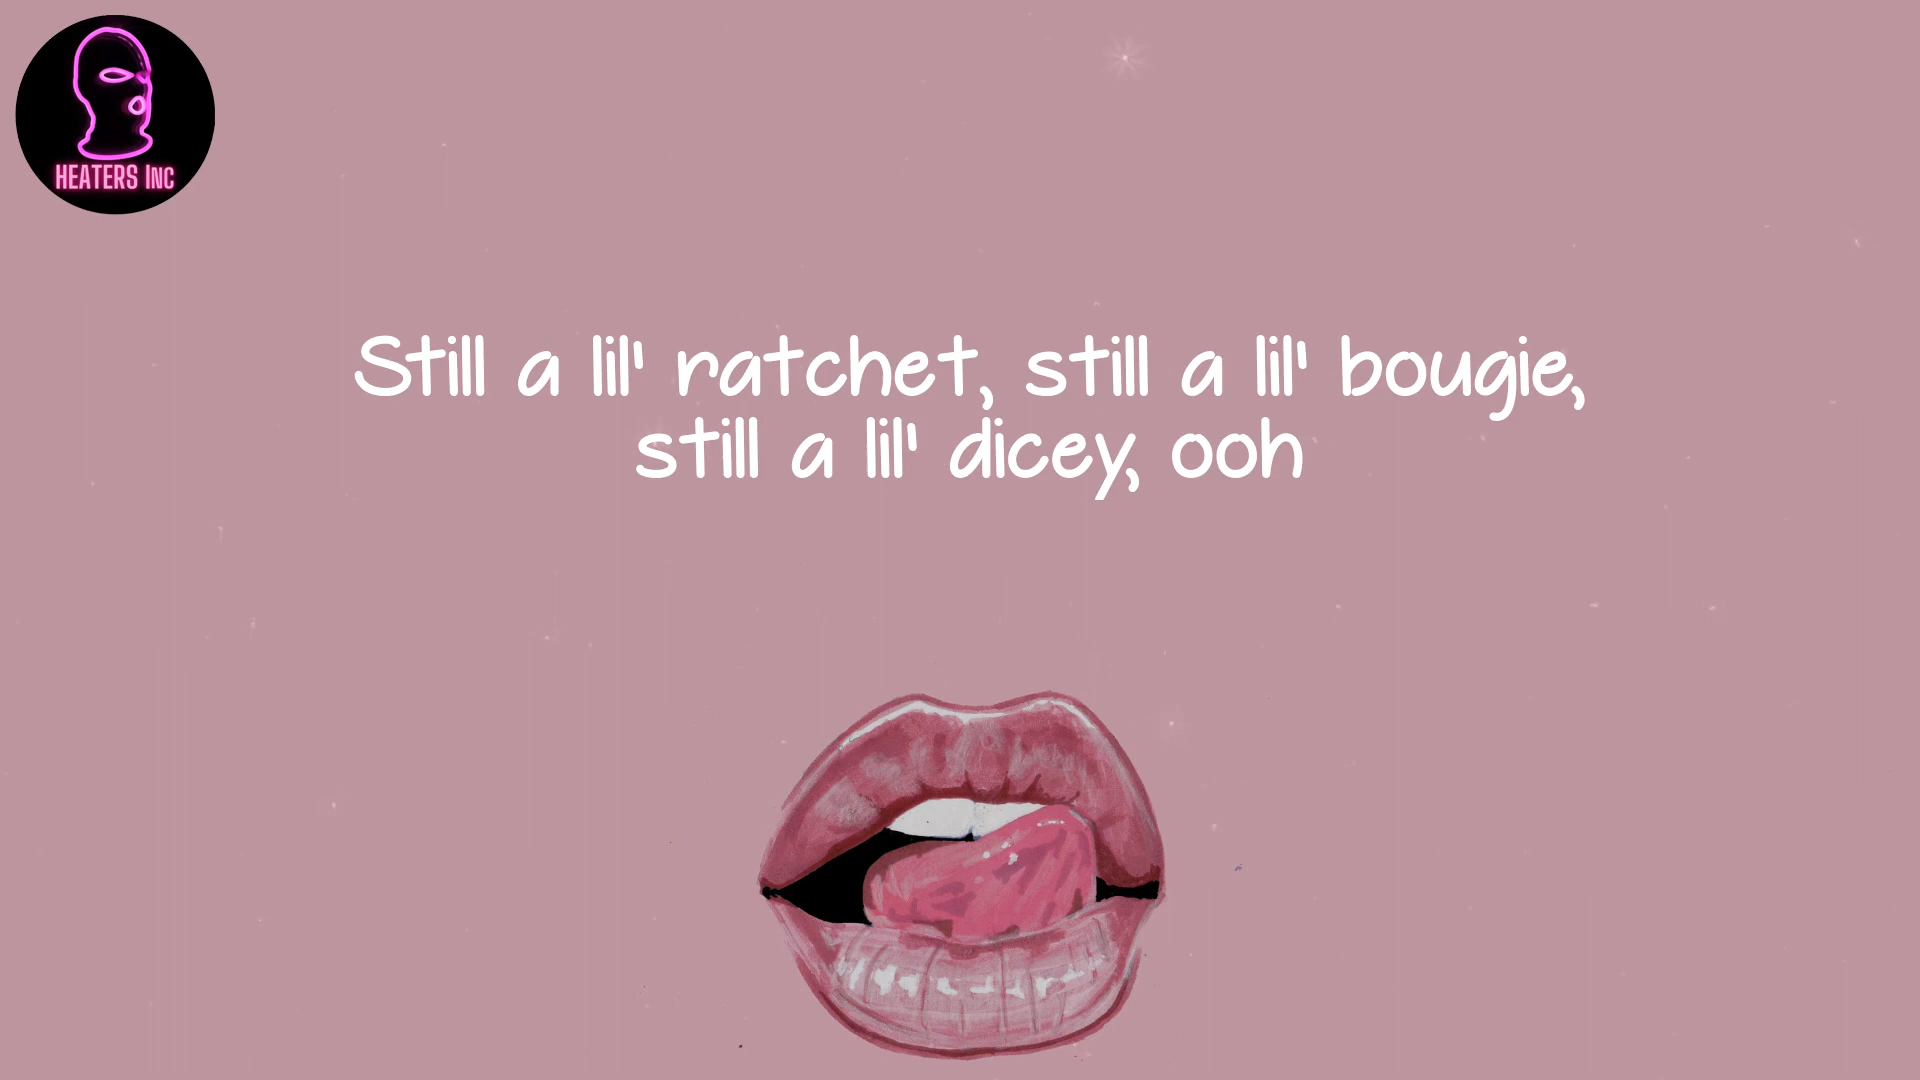 HEATERS INC
Still a lil' ratchet, still a lil' bougie,
still a lil' dicey, ooh